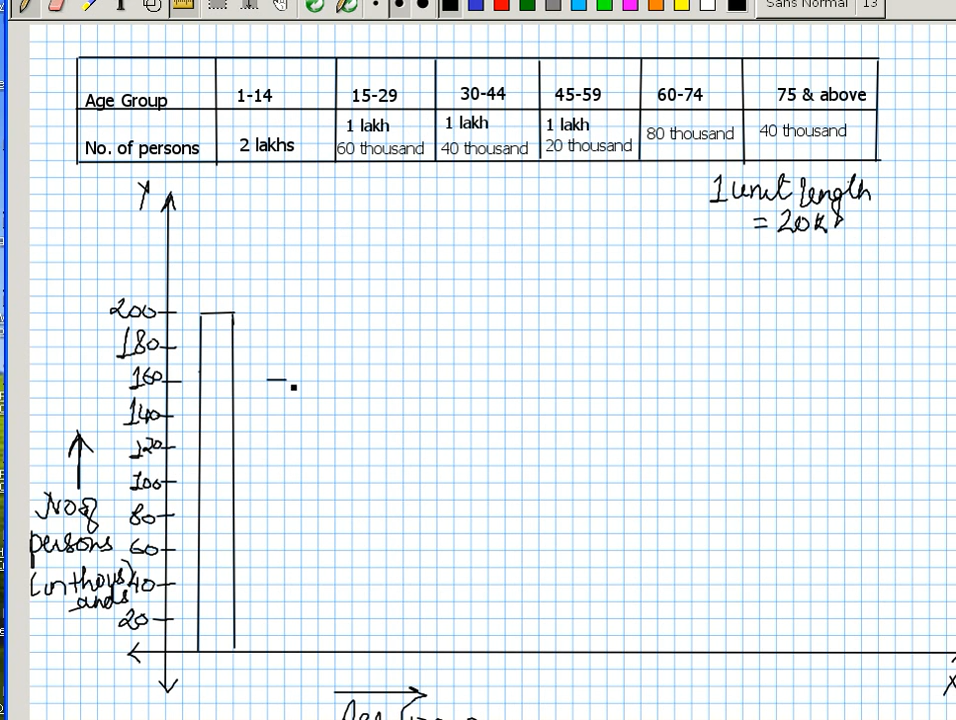 Sans Normal 13
Age Group 1-14 15-29 30-44 45-59 60-74 75 & above
No. of persons 2 lakhs 1 lakh 60 thousand 1 lakh 40 thousand 1 lakh 20 thousand 80 thousand 40 thousand
Y
1 unit length
= 20k
200
180
160
140
120
100
80
60
40
20
No of
persons
(in thous
ands)
X